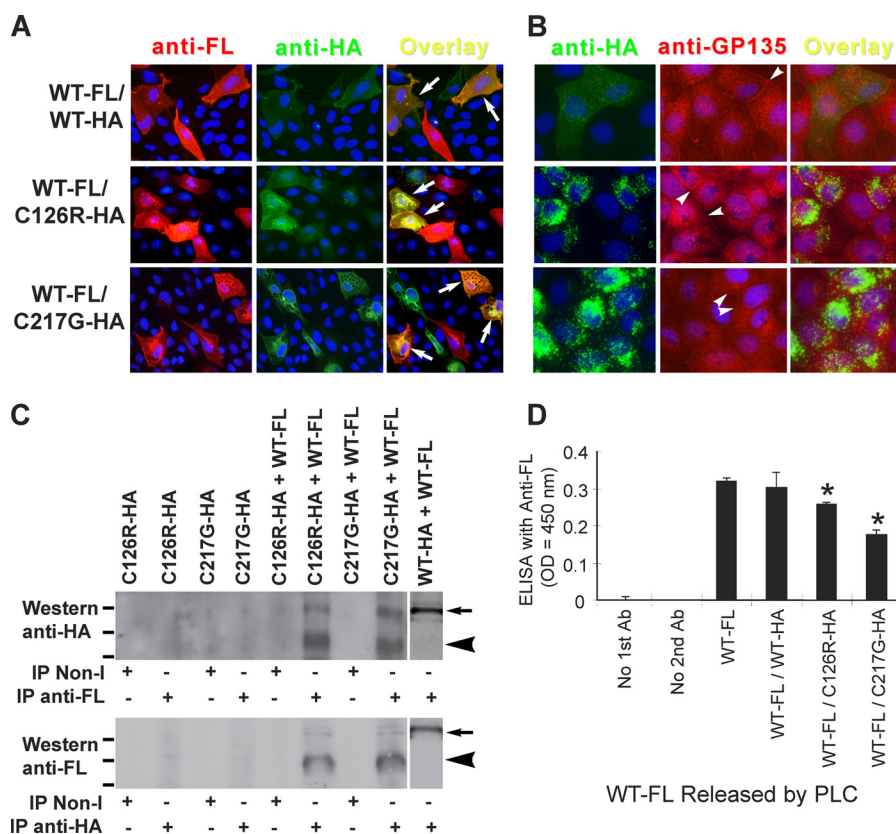 A
anti-FL anti-HA Overlay
WT-FL/
WT-HA
WT-FL/
C126R-HA
WT-FL/
C217G-HA
B
anti-HA anti-GP135 Overlay
C
C126R-HA
C126R-HA
C217G-HA
C217G-HA
C126R-HA + WT-FL
C126R-HA + WT-FL
C217G-HA + WT-FL
C217G-HA + WT-FL
WT-HA + WT-FL
Western
anti-HA
IP Non-I + - + - + - + -
IP anti-FL - + - + - + - + +
Western
anti-FL
IP Non-I + - + - + - + -
IP anti-HA - + - + - + - + +
D
ELISA with Anti-FL
(OD = 450 nm)
0.4
0.3
0.2
0.1
0
* *
No 1st Ab
No 2nd Ab
WT-FL
WT-FL / WT-HA
WT-FL / C126R-HA
WT-FL / C217G-HA
WT-FL Released by PLC